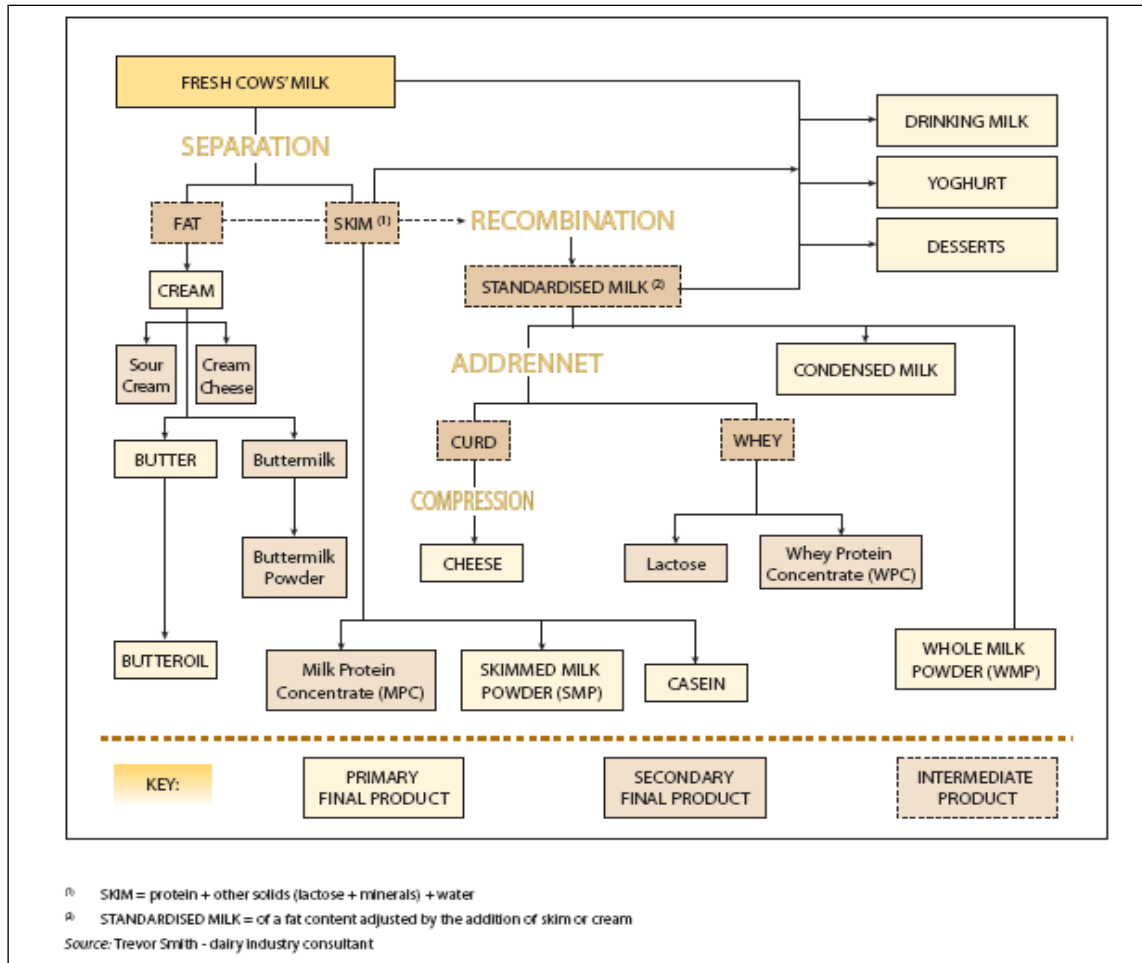 FRESH COWS' MILK
SEPARATION
DRINKING MILK
YOGHURT
DESSERTS
FAT
SKIM (1)
RECOMBINATION
STANDARDISED MILK (2)
CREAM
Sour
Cream
Cream
Cheese
ADDRENNET
CONDENSED MILK
BUTTER
Buttermilk
CURD
WHEY
COMPRESSION
Buttermilk
Powder
CHEESE
Lactose
Whey Protein
Concentrate (WPC)
BUTTEROIL
Milk Protein
Concentrate (MPC)
SKIMMED MILK
POWDER (SMP)
CASEIN
WHOLE MILK
POWDER (WMP)
KEY:
PRIMARY
FINAL PRODUCT
SECONDARY
FINAL PRODUCT
INTERMEDIATE
PRODUCT
(1) SKIM = protein + other solids (lactose + minerals) + water
(2) STANDARDISED MILK = of a fat content adjusted by the addition of skim or cream
Source: Trevor Smith - dairy industry consultant